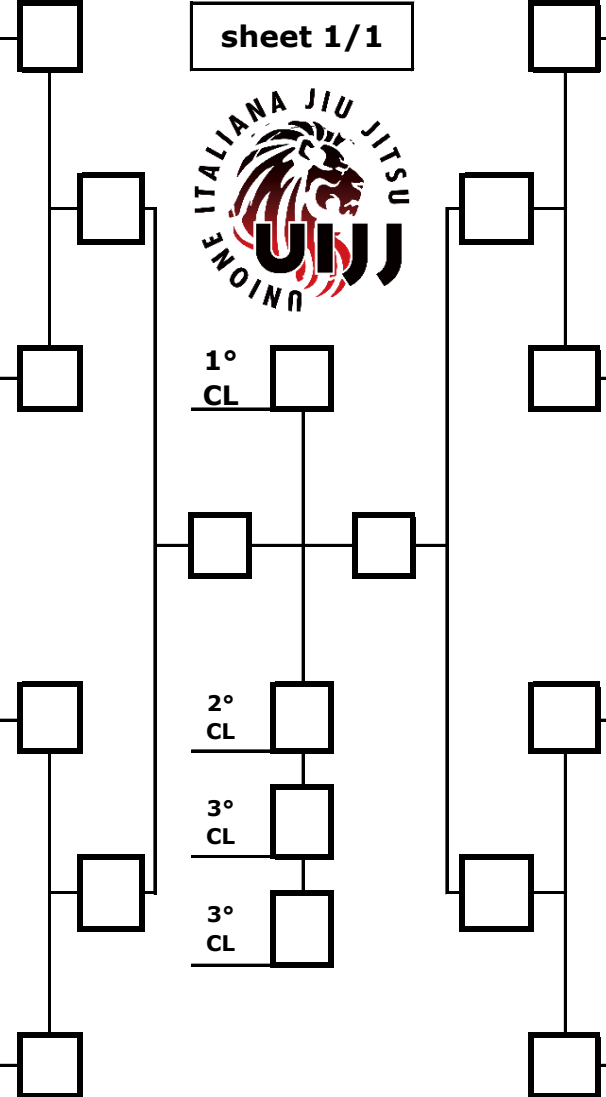 sheet 1/1
UNIONE ITALIANA JIU JITSU
UIJJ
1°
CL
2°
CL
3°
CL
3°
CL